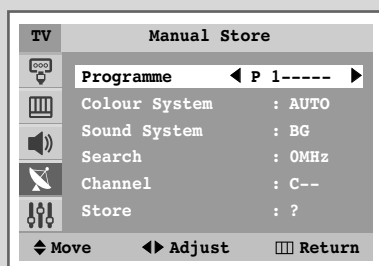 TV Manual Store
Programme ◀ P 1----- ▶
Colour System : AUTO
Sound System : BG
Search : 0MHz
Channel : C--
Store : ?
Move Adjust Return